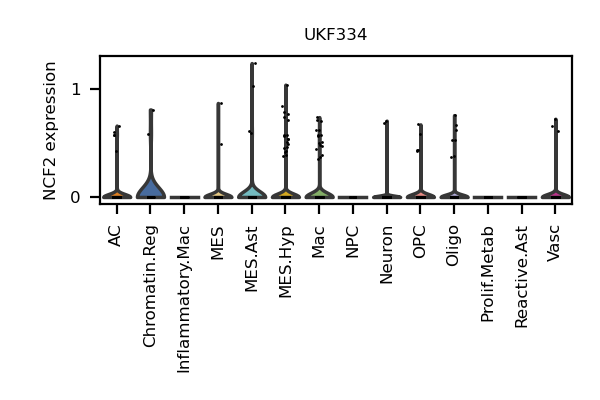 UKF334
NCF2 expression
1
0
AC
Chromatin.Reg
Inflammatory.Mac
MES
MES.Ast
MES.Hyp
Mac
NPC
Neuron
OPC
Oligo
Prolif.Metab
Reactive.Ast
Vasc